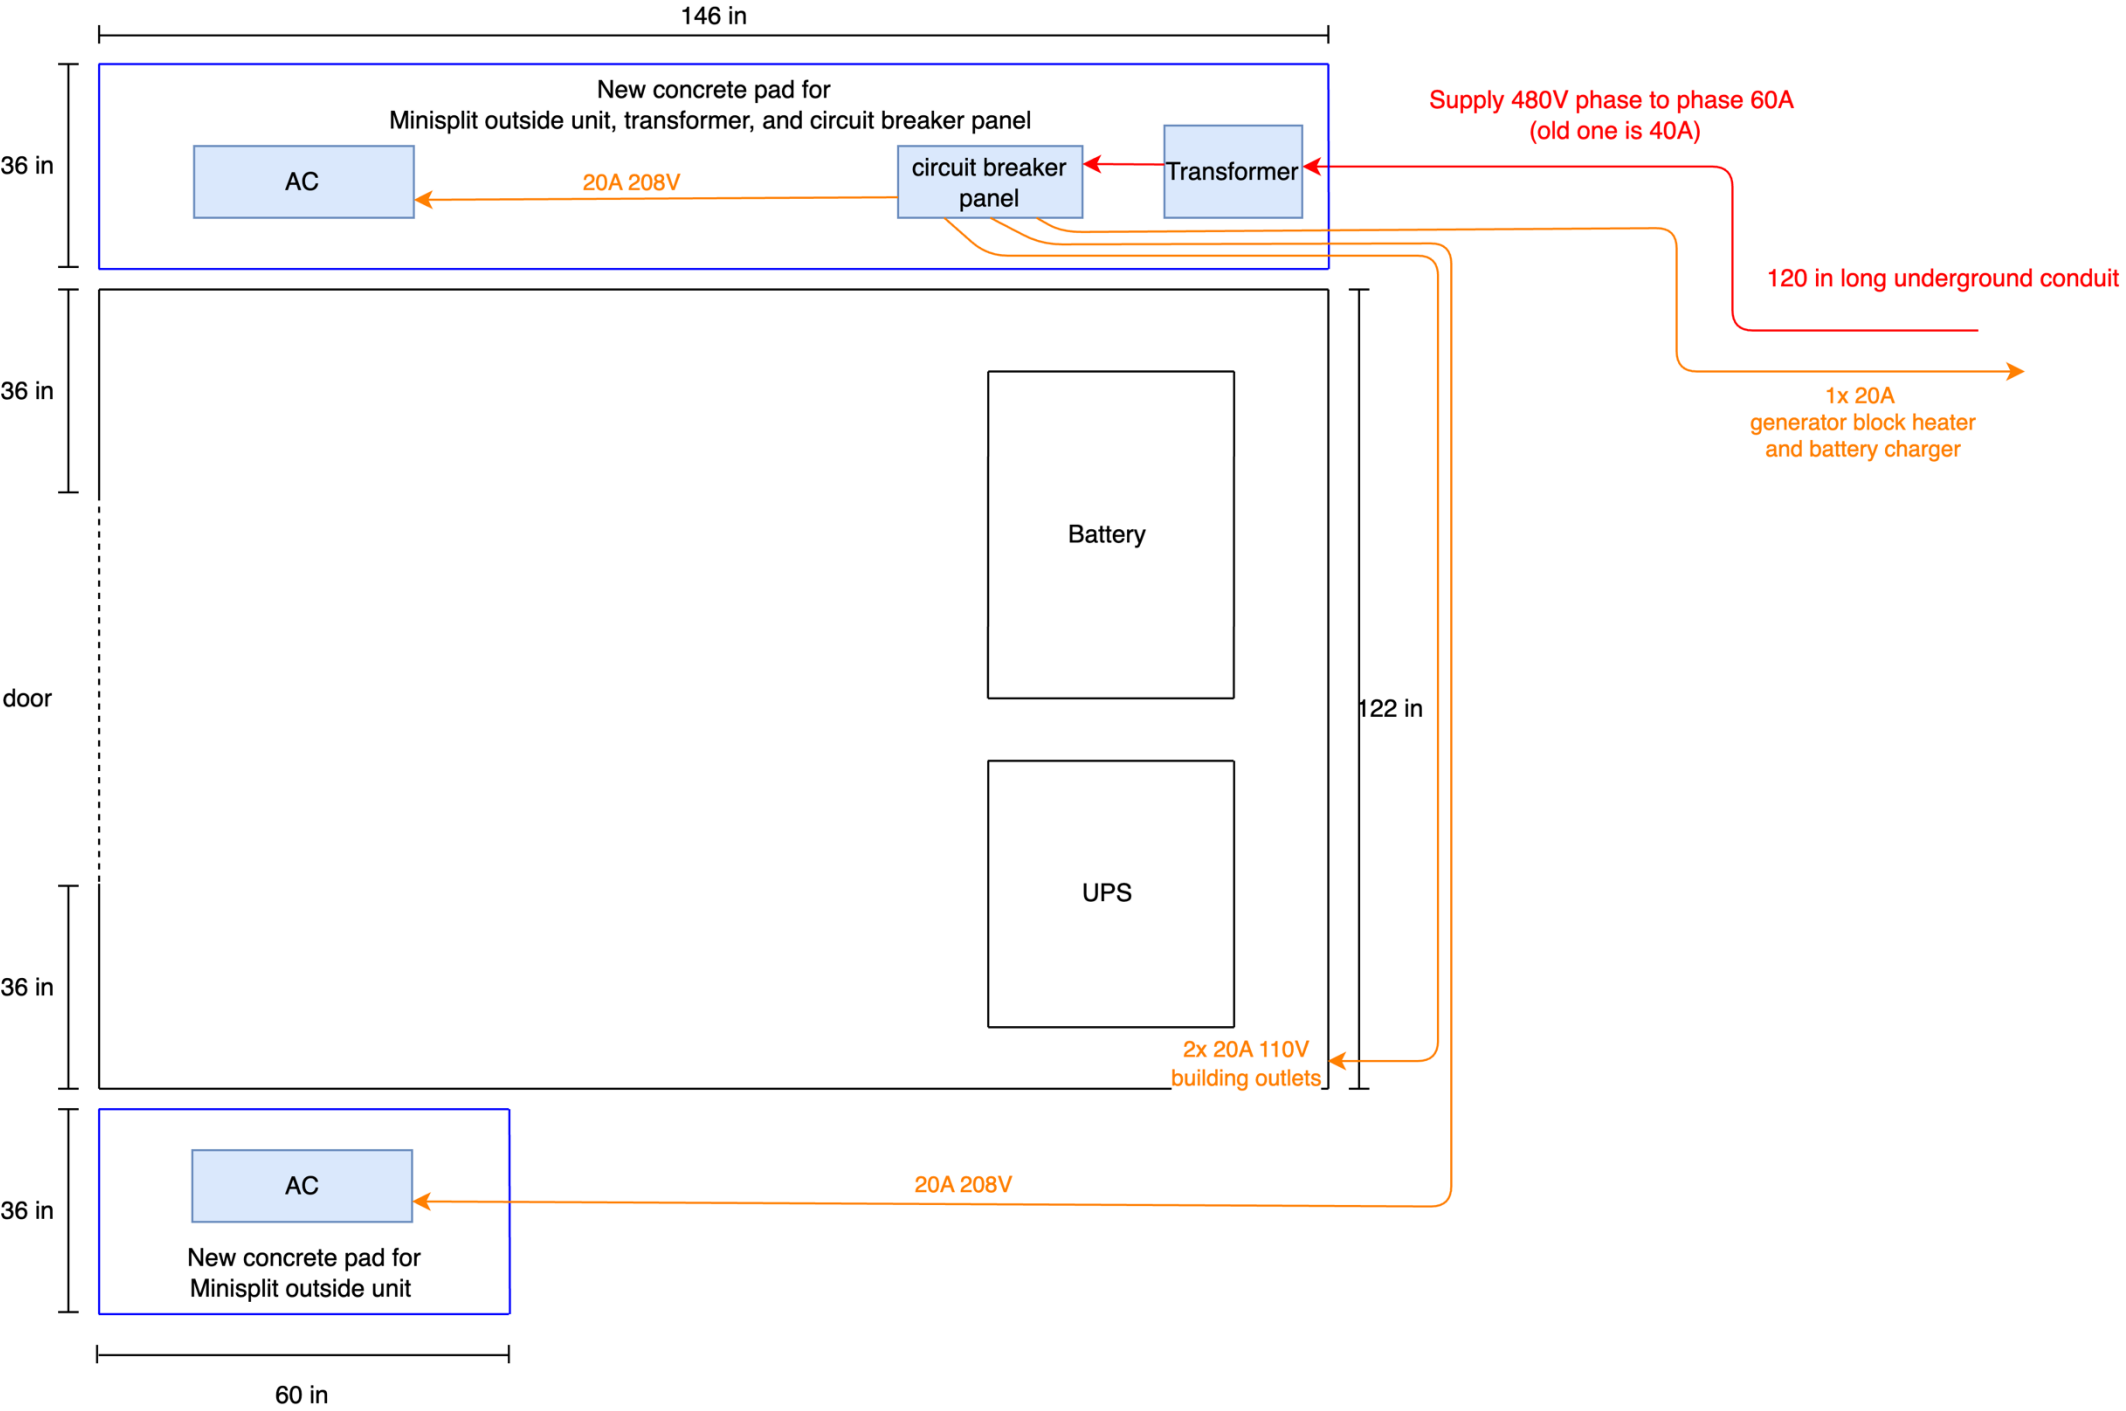 146 in
New concrete pad for
Minisplit outside unit, transformer, and circuit breaker panel
36 in
AC
20A 208V
circuit breaker
panel
Transformer
Supply 480V phase to phase 60A
(old one is 40A)
120 in long underground conduit
36 in
1x 20A
generator block heater
and battery charger
Battery
door
122 in
UPS
36 in
2x 20A 110V
building outlets
AC
20A 208V
36 in
New concrete pad for
Minisplit outside unit
60 in